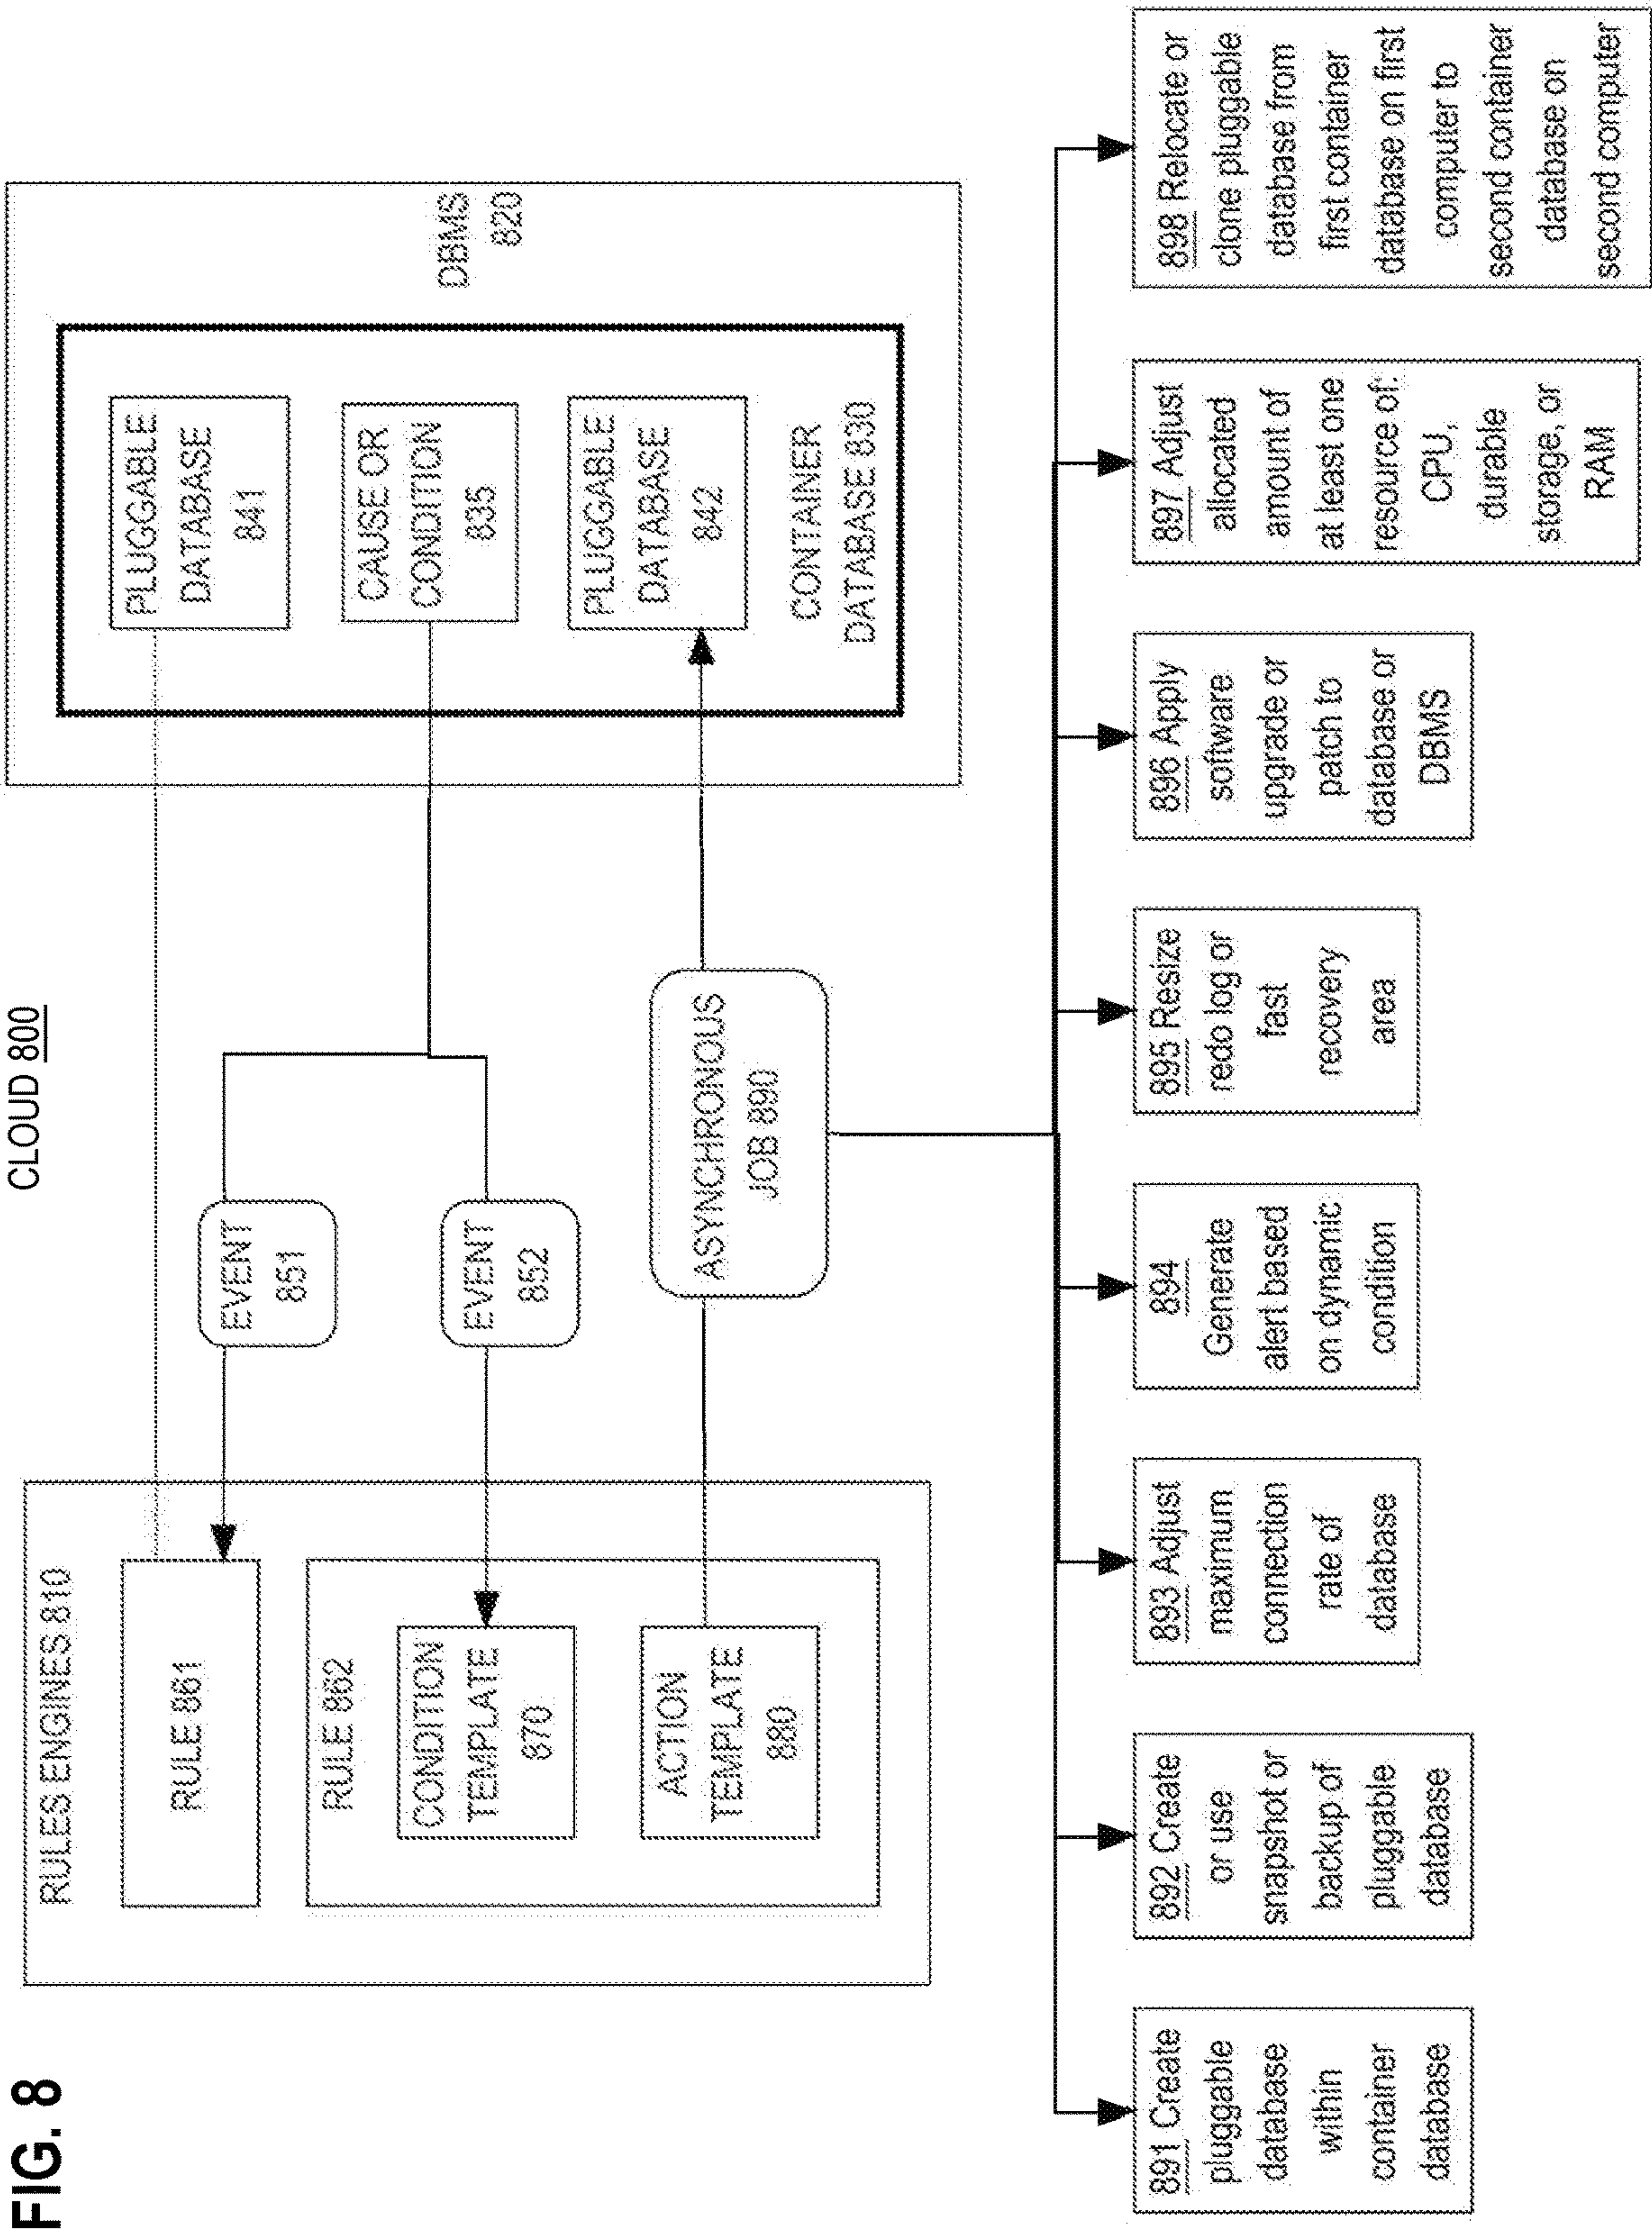 FIG. 8
CLOUD 800
RULES ENGINES 810
RULE 861
RULE 862
CONDITION
TEMPLATE
870
ACTION
TEMPLATE
880
EVENT
851
EVENT
852
ASYNCHRONOUS
JOB 890
PLUGGABLE
DATABASE
841
CAUSE OR
CONDITION
835
PLUGGABLE
DATABASE
842
CONTAINER
DATABASE 830
DBMS
820
891 Create
pluggable
database
within
container
database
892 Create
or use
snapshot or
backup of
pluggable
database
893 Adjust
maximum
connection
rate of
database
894
Generate
alert based
on dynamic
condition
895 Resize
redo log or
fast
recovery
area
896 Apply
software
upgrade or
patch to
database or
DBMS
897 Adjust
allocated
amount of
at least one
resource of:
CPU,
durable
storage, or
RAM
898 Relocate or
clone pluggable
database from
first container
database on first
computer to
second container
database on
second computer